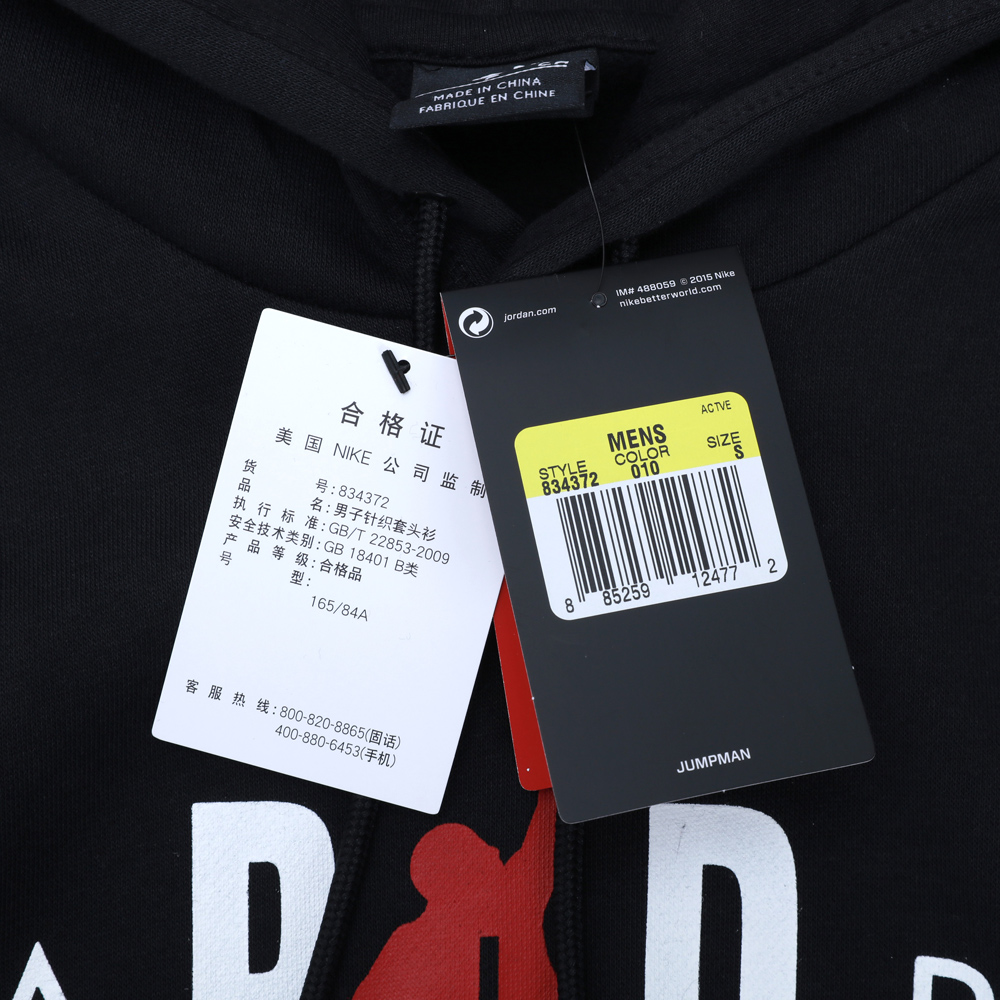 MADE IN CHINA
FABRIQUE EN CHINE
jordan.com
IM# 488059 © 2015 Nike
nikebetterworld.com
合格证
美国NIKE公司监制
货号:834372
品名:男子针织套头衫
执行标准:GB/T 22853-2009
安全技术类别:GB 18401 B类
产品等级:合格品
号型:
165/84A
客服热线:800-820-8865(固话)
400-880-6453(手机)
ACTVE
MENS
STYLE COLOR SIZE
834372 010 S
8 85259 12477 2
JUMPMAN